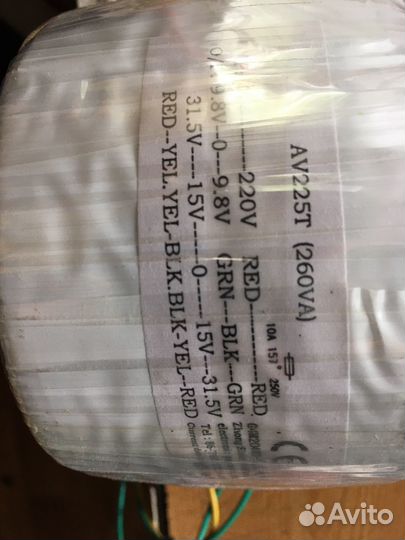 AV225T (260VA)
10A 157° 250V
-------220V RED----------RED
9.8V--0---9.8V GRN---BLK---GRN
31.5V----15V-----0-----15V---31.5V
RED--YEL.YEL-BLK.BLK-YEL--RED
CE
Avito